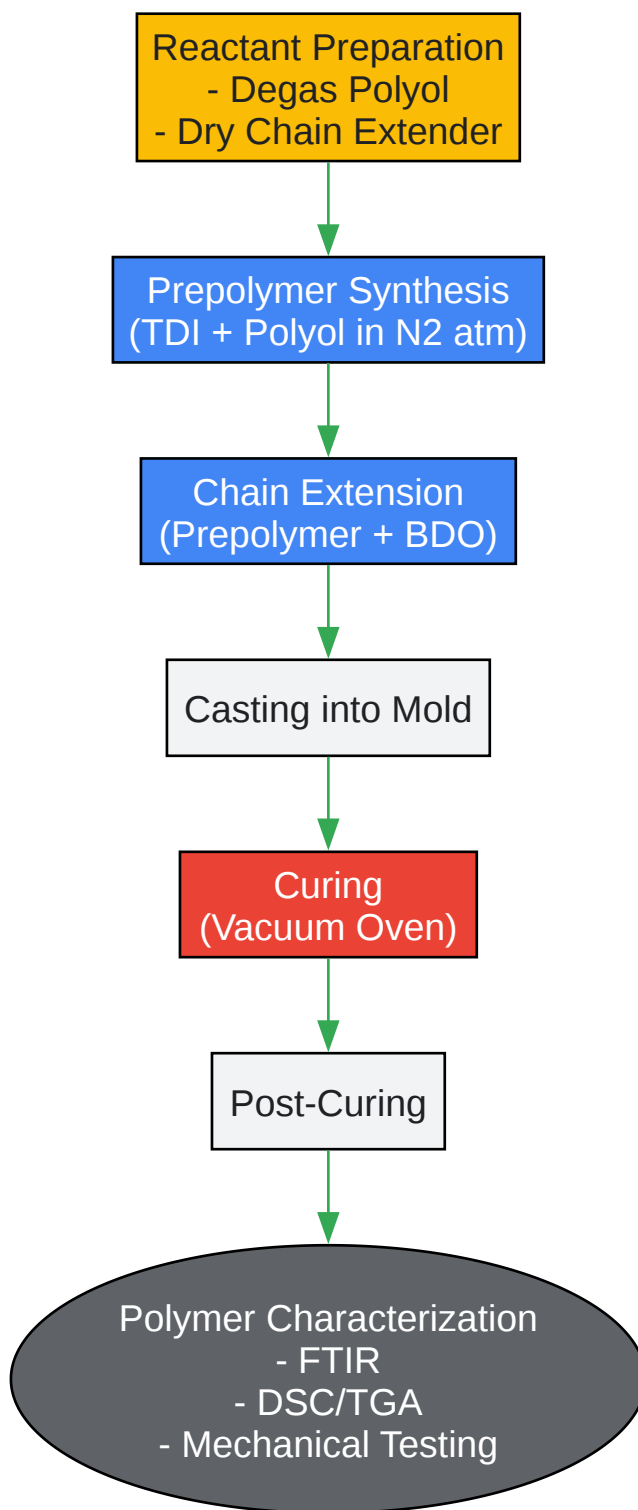 Reactant Preparation
- Degas Polyol
- Dry Chain Extender
Prepolymer Synthesis
(TDI + Polyol in N2 atm)
Chain Extension
(Prepolymer + BDO)
Casting into Mold
Curing
(Vacuum Oven)
Post-Curing
Polymer Characterization
- FTIR
- DSC/TGA
- Mechanical Testing